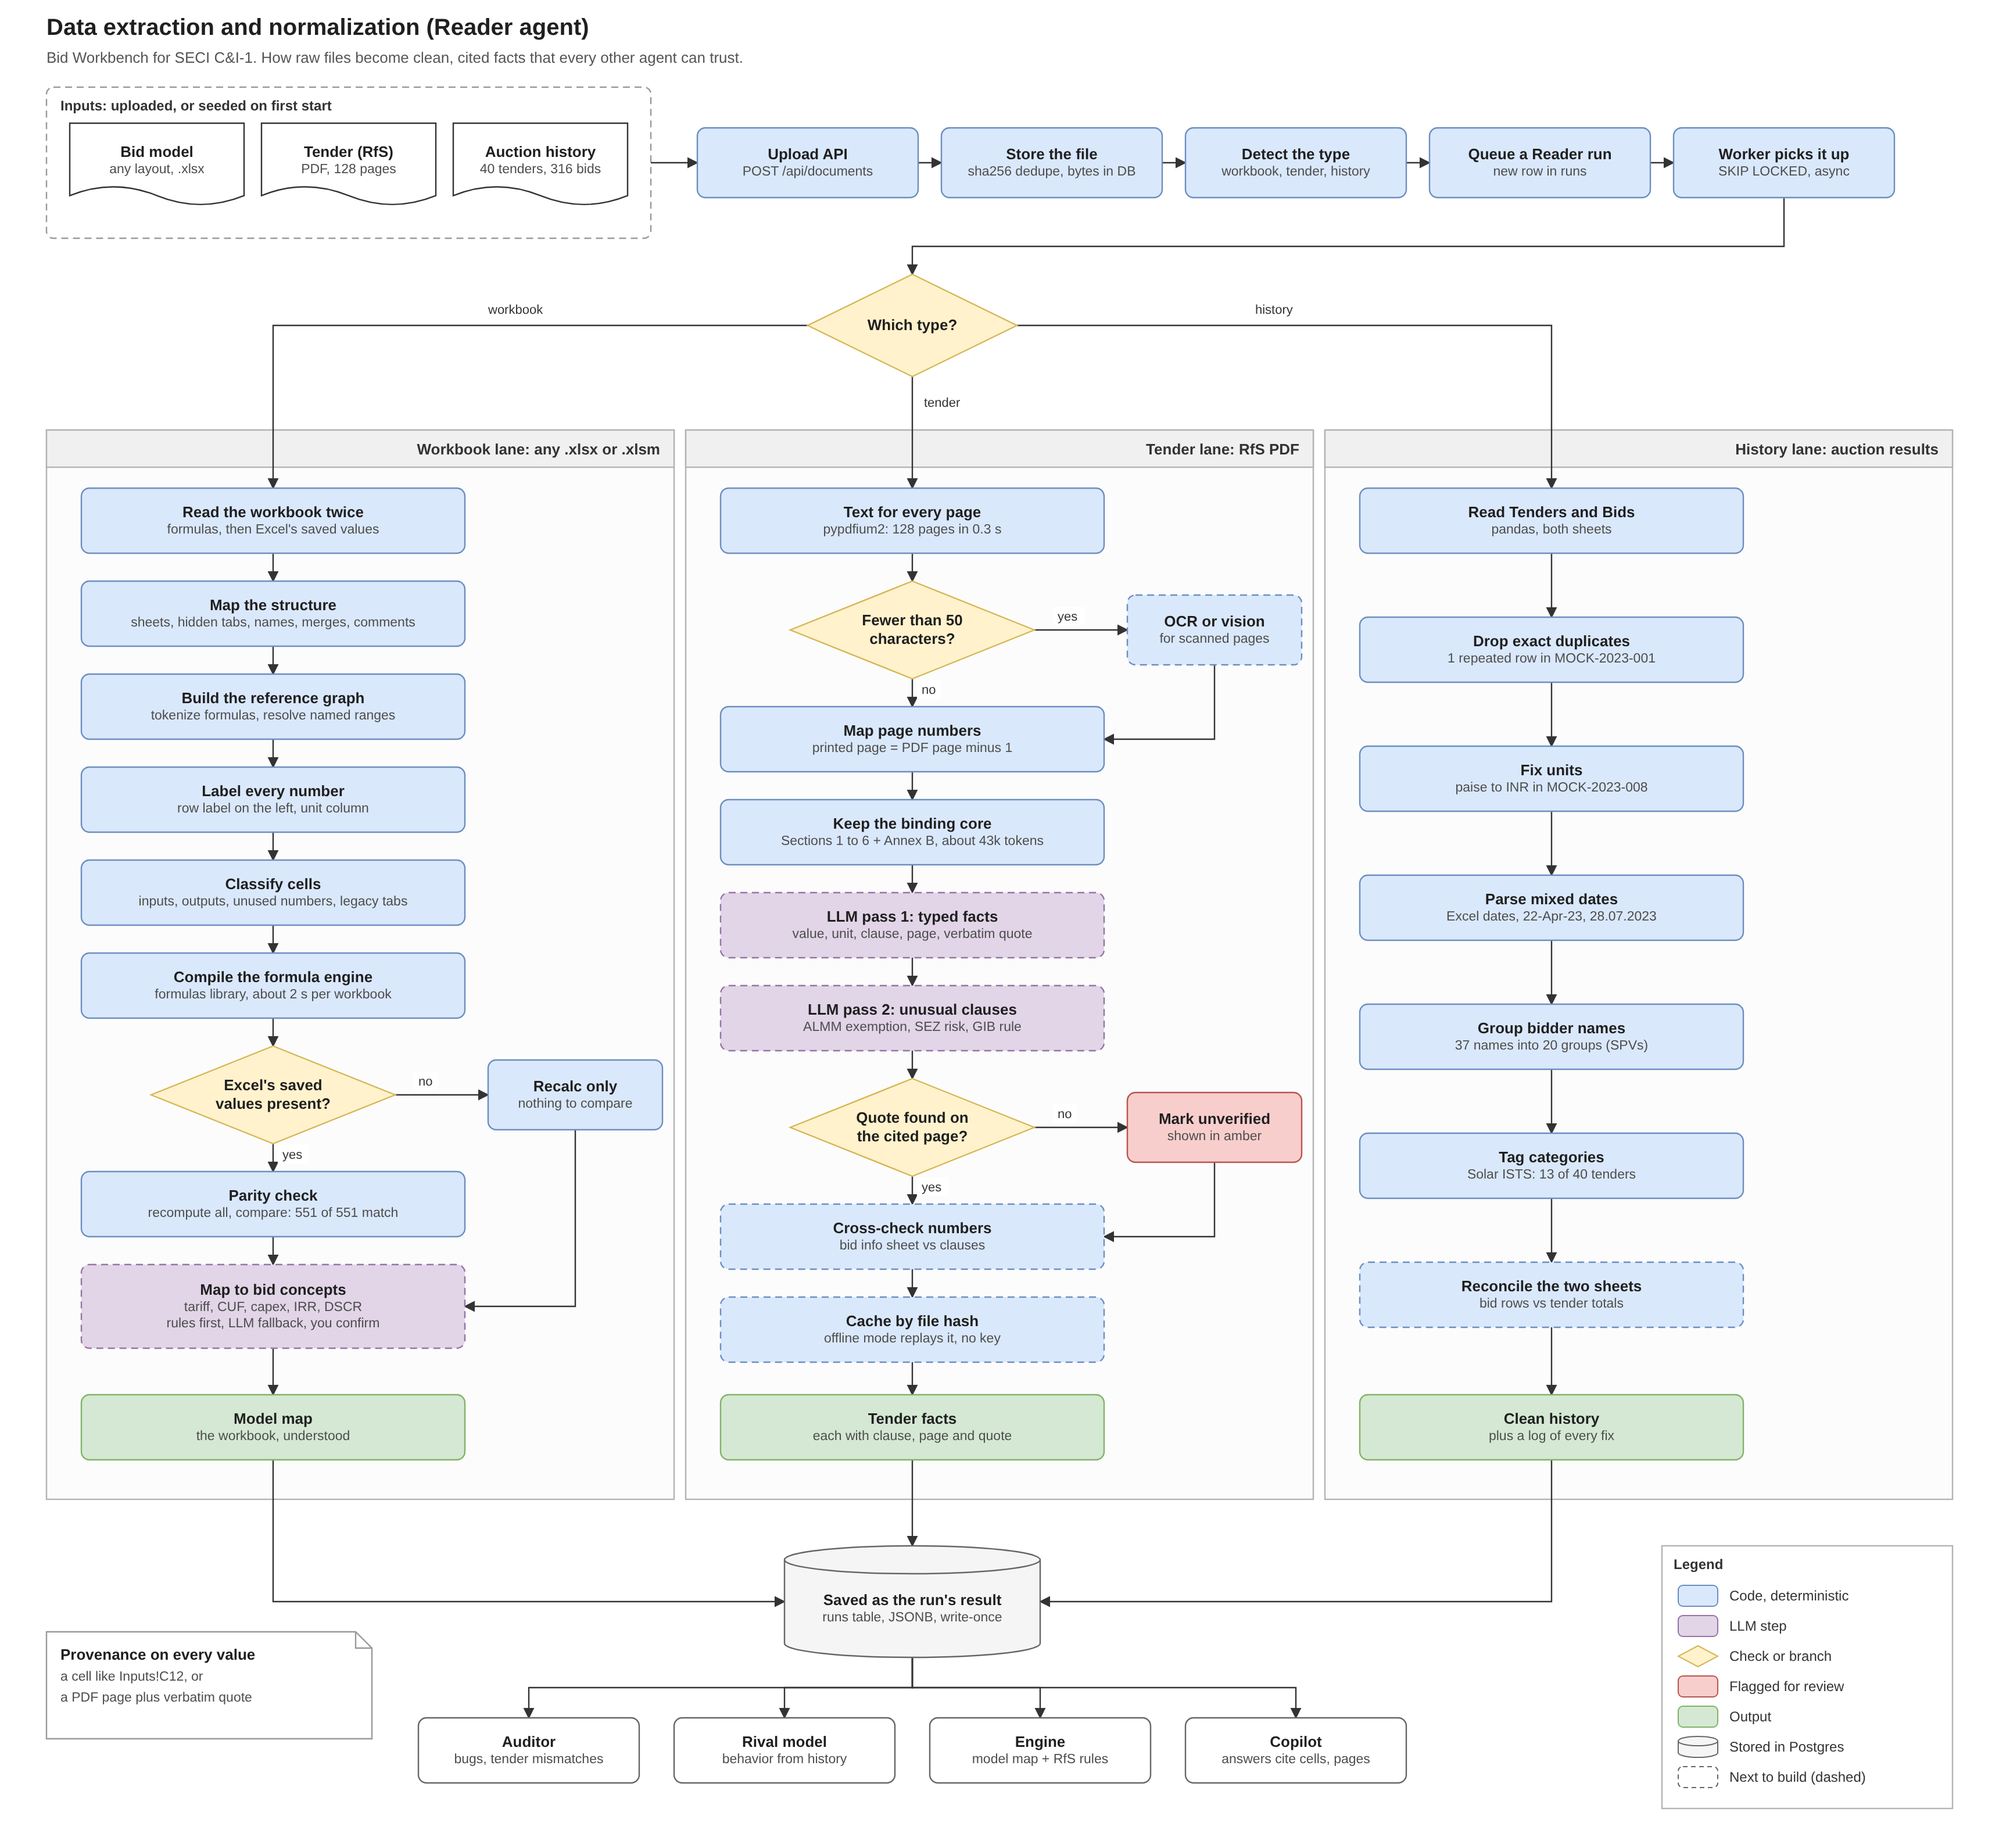 Data extraction and normalization (Reader agent)
Bid Workbench for SECI C&I-1. How raw files become clean, cited facts that every other agent can trust.
Inputs: uploaded, or seeded on first start
Bid model
any layout, .xlsx
Tender (RfS)
PDF, 128 pages
Auction history
40 tenders, 316 bids
Upload API
POST /api/documents
Store the file
sha256 dedupe, bytes in DB
Detect the type
workbook, tender, history
Queue a Reader run
new row in runs
Worker picks it up
SKIP LOCKED, async
Which type?
workbook
history
tender
Workbook lane: any .xlsx or .xlsm
Read the workbook twice
formulas, then Excel's saved values
Map the structure
sheets, hidden tabs, names, merges, comments
Build the reference graph
tokenize formulas, resolve named ranges
Label every number
row label on the left, unit column
Classify cells
inputs, outputs, unused numbers, legacy tabs
Compile the formula engine
formulas library, about 2 s per workbook
Excel's saved
values present?
no
Recalc only
nothing to compare
yes
Parity check
recompute all, compare: 551 of 551 match
Map to bid concepts
tariff, CUF, capex, IRR, DSCR
rules first, LLM fallback, you confirm
Model map
the workbook, understood
Tender lane: RfS PDF
Text for every page
pypdfium2: 128 pages in 0.3 s
Fewer than 50
characters?
yes
OCR or vision
for scanned pages
no
Map page numbers
printed page = PDF page minus 1
Keep the binding core
Sections 1 to 6 + Annex B, about 43k tokens
LLM pass 1: typed facts
value, unit, clause, page, verbatim quote
LLM pass 2: unusual clauses
ALMM exemption, SEZ risk, GIB rule
Quote found on
the cited page?
no
Mark unverified
shown in amber
yes
Cross-check numbers
bid info sheet vs clauses
Cache by file hash
offline mode replays it, no key
Tender facts
each with clause, page and quote
History lane: auction results
Read Tenders and Bids
pandas, both sheets
Drop exact duplicates
1 repeated row in MOCK-2023-001
Fix units
paise to INR in MOCK-2023-008
Parse mixed dates
Excel dates, 22-Apr-23, 28.07.2023
Group bidder names
37 names into 20 groups (SPVs)
Tag categories
Solar ISTS: 13 of 40 tenders
Reconcile the two sheets
bid rows vs tender totals
Clean history
plus a log of every fix
Saved as the run's result
runs table, JSONB, write-once
Provenance on every value
a cell like Inputs!C12, or
a PDF page plus verbatim quote
Auditor
bugs, tender mismatches
Rival model
behavior from history
Engine
model map + RfS rules
Copilot
answers cite cells, pages
Legend
Code, deterministic
LLM step
Check or branch
Flagged for review
Output
Stored in Postgres
Next to build (dashed)